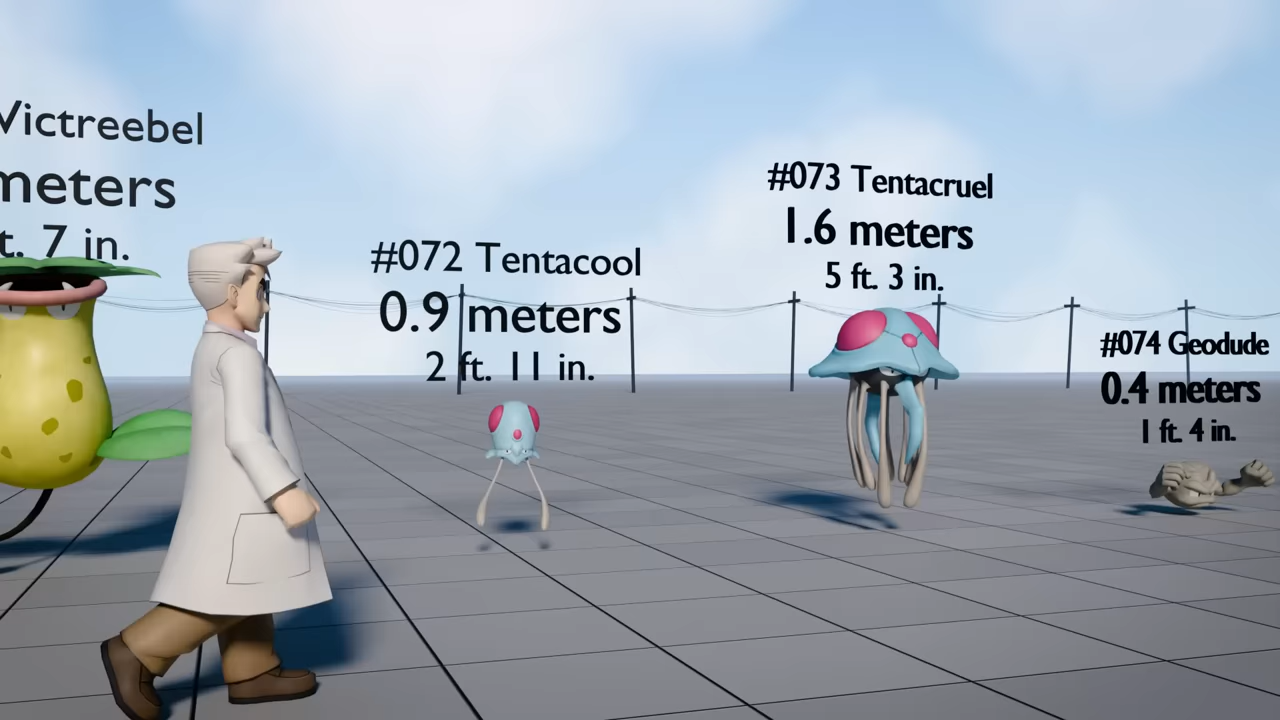 Victreebel
meters
t. 7 in.
#072 Tentacool
0.9 meters
2 ft. 11 in.
#073 Tentacruel
1.6 meters
5 ft. 3 in.
#074 Geodude
0.4 meters
1 ft. 4 in.